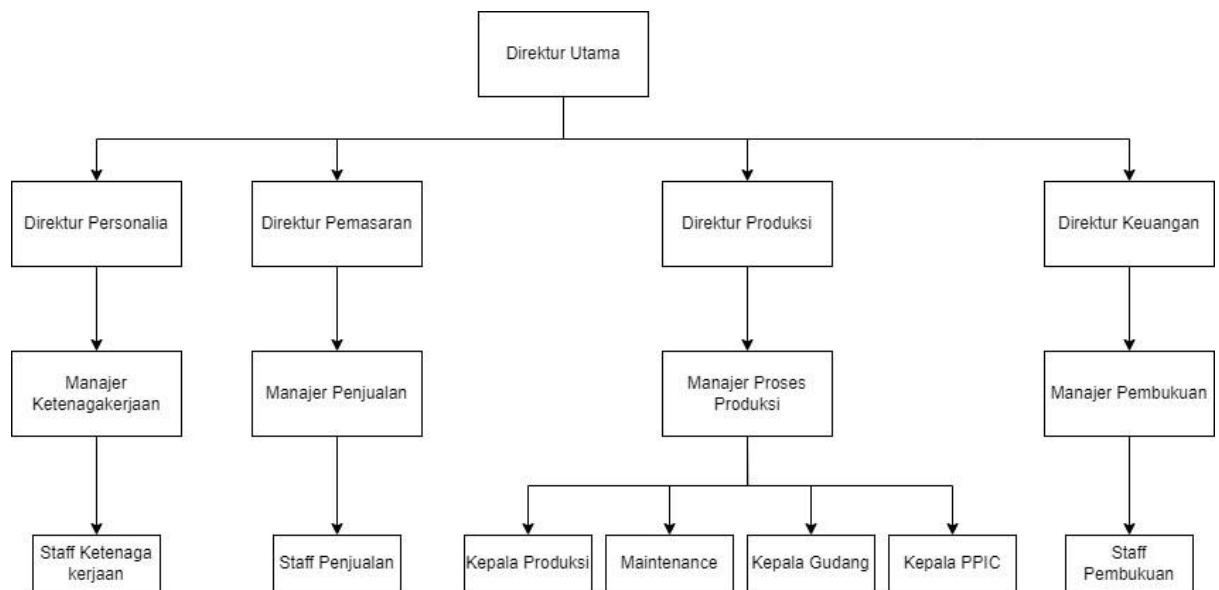 Direktur Utama
Direktur Personalia
Direktur Pemasaran
Direktur Produksi
Direktur Keuangan
Manajer
Ketenagakerjaan
Manajer Penjualan
Manajer Proses
Produksi
Manajer Pembukuan
Staff Ketenaga
kerjaan
Staff Penjualan
Kepala Produksi
Maintenance
Kepala Gudang
Kepala PPIC
Staff
Pembukuan